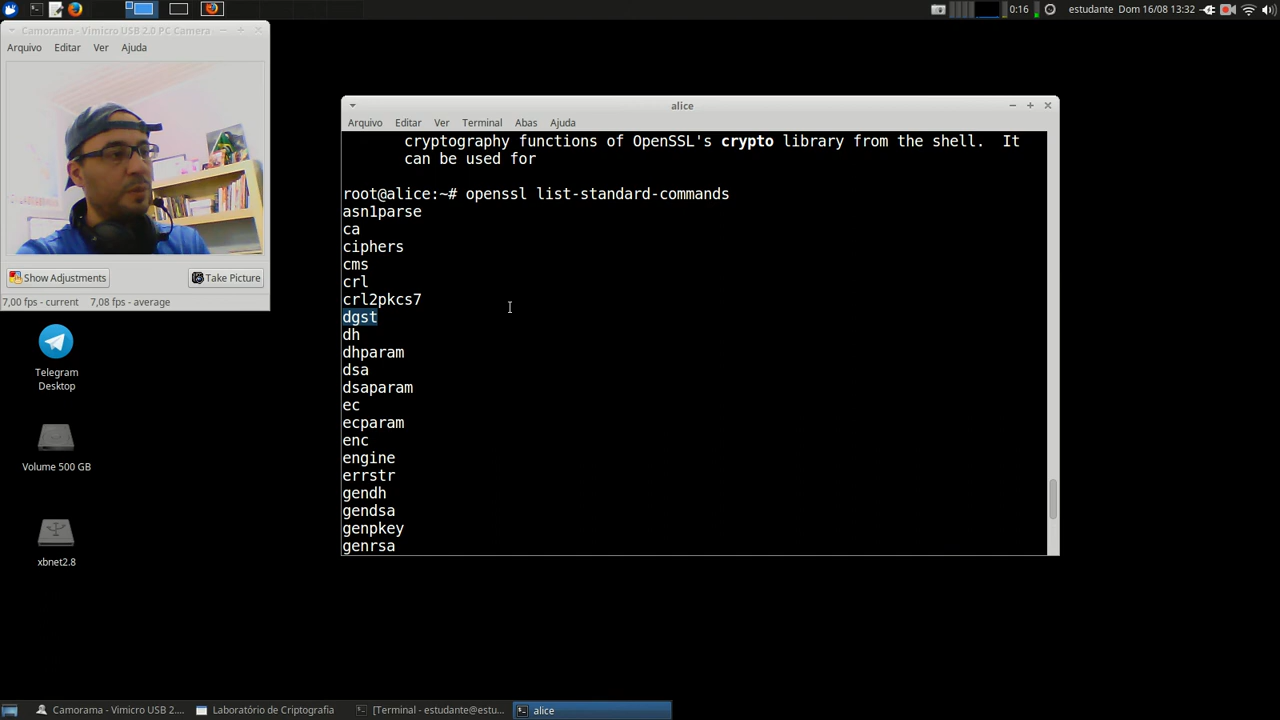 0:16
estudante Dom 16/08 13:32
Camorama - Vimicro USB 2.0 PC Camera
Arquivo Editar Ver Ajuda
Show Adjustments
Take Picture
7,00 fps - current 7,08 fps - average
Telegram
Desktop
Volume 500 GB
xbnet2.8
alice
Arquivo Editar Ver Terminal Abas Ajuda
cryptography functions of OpenSSL's crypto library from the shell. It
can be used for
root@alice:~# openssl list-standard-commands
asn1parse
ca
ciphers
cms
crl
crl2pkcs7
dgst
dh
dhparam
dsa
dsaparam
ec
ecparam
enc
engine
errstr
gendh
gendsa
genpkey
genrsa
Camorama - Vimicro USB 2....
Laboratório de Criptografia
[Terminal - estudante@estu...
alice